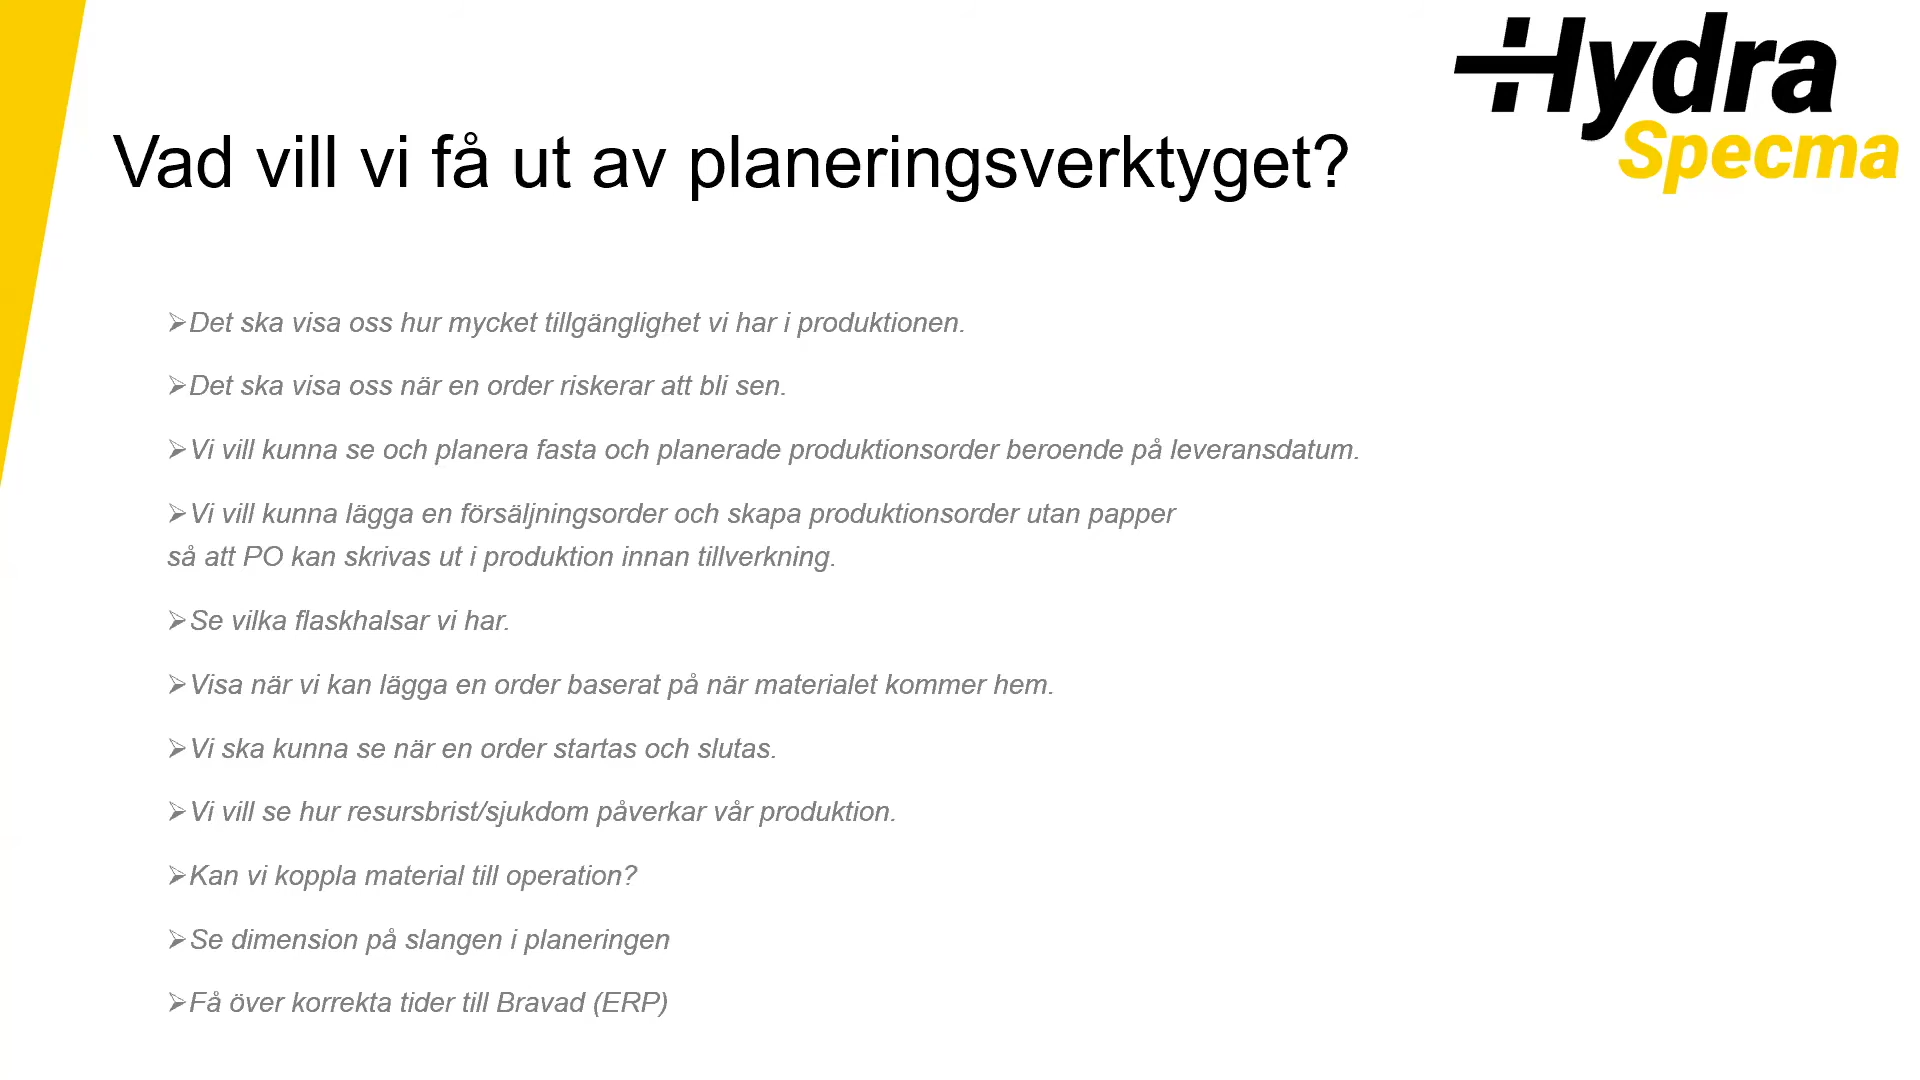 Hydra
Specma
Vad vill vi få ut av planeringsverktyget?
➢Det ska visa oss hur mycket tillgänglighet vi har i produktionen.
➢Det ska visa oss när en order riskerar att bli sen.
➢Vi vill kunna se och planera fasta och planerade produktionsorder beroende på leveransdatum.
➢Vi vill kunna lägga en försäljningsorder och skapa produktionsorder utan papper
så att PO kan skrivas ut i produktion innan tillverkning.
➢Se vilka flaskhalsar vi har.
➢Visa när vi kan lägga en order baserat på när materialet kommer hem.
➢Vi ska kunna se när en order startas och slutas.
➢Vi vill se hur resursbrist/sjukdom påverkar vår produktion.
➢Kan vi koppla material till operation?
➢Se dimension på slangen i planeringen
➢Få över korrekta tider till Bravad (ERP)